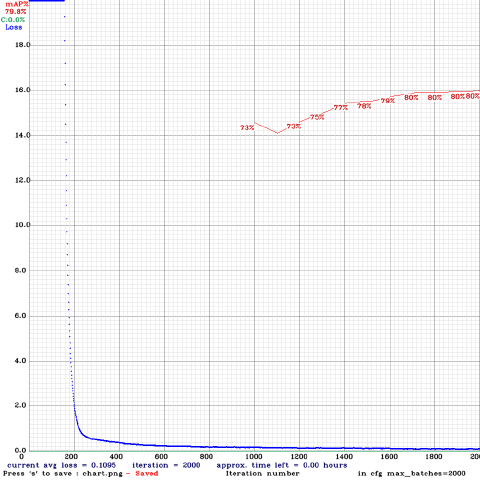 mAP%
79.8%
C:0.0%
Loss
18.0
16.0
73% 73% 75% 77% 78% 79% 80% 80% 80% 80%
14.0
12.0
10.0
8.0
6.0
4.0
2.0
0.0
0 200 400 600 800 1000 1200 1400 1600 1800 200
current avg loss = 0.1095 iteration = 2000 approx. time left = 0.00 hours
Press 's' to save : chart.png - Saved Iteration number in cfg max_batches=2000